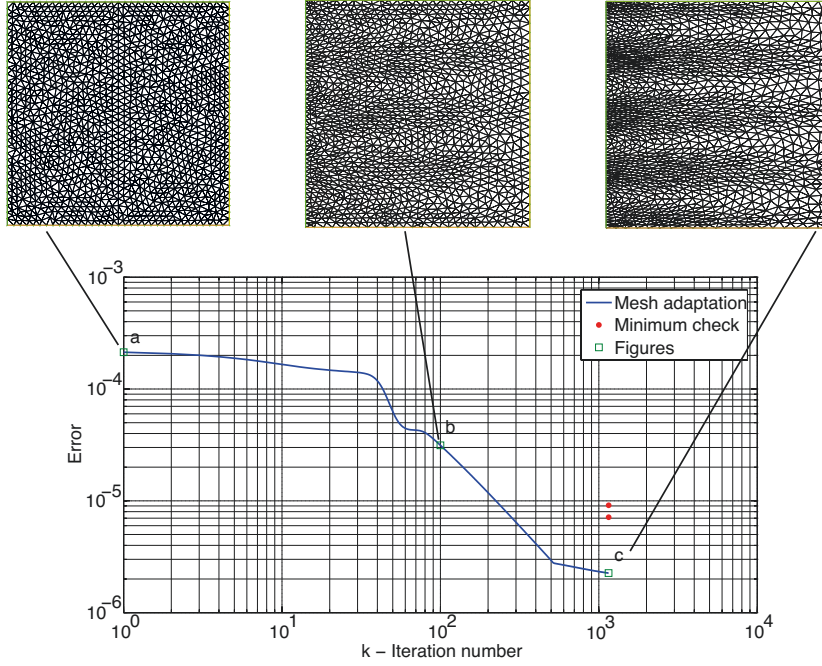 10^-3
Mesh adaptation
Minimum check
Figures
a
10^-4
b
Error
10^-5
c
10^-6
10^0
10^1
10^2
10^3
10^4
k – Iteration number